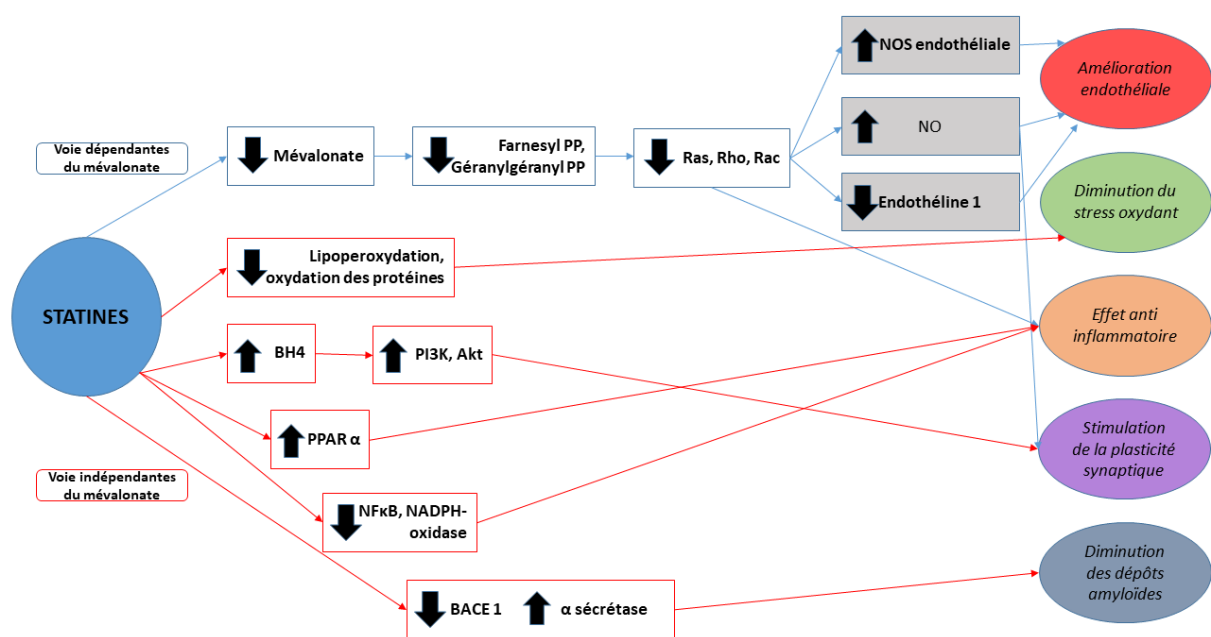 NOS endothéliale
Amélioration
endothéliale
NO
Voie dépendantes
du mévalonate
Mévalonate
Farnesyl PP,
Géranylgéranyl PP
Ras, Rho, Rac
Endothéline 1
Diminution du
stress oxydant
Lipoperoxydation,
oxydation des protéines
STATINES
BH4
PI3K, Akt
Effet anti
inflammatoire
PPAR α
Stimulation
de la plasticité
synaptique
Voie indépendantes
du mévalonate
NFκB, NADPH-
oxidase
Diminution
des dépôts
amyloïdes
BACE 1
α sécrétase